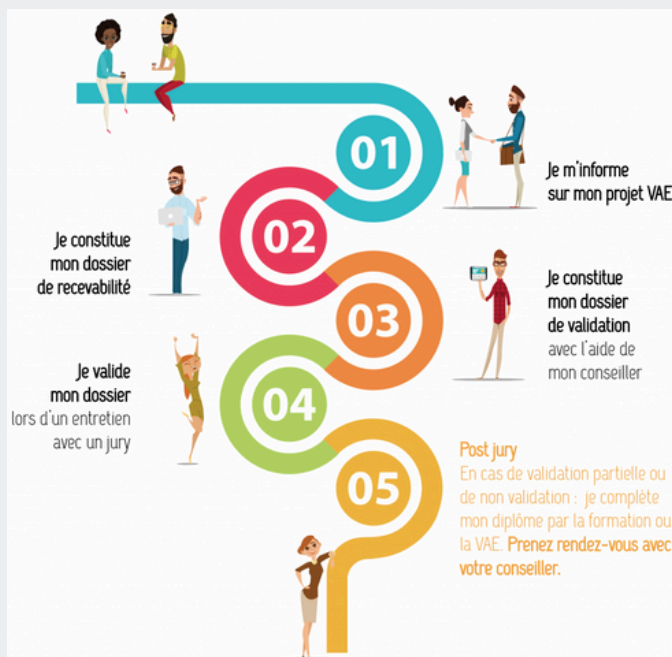 01
Je m'informe
sur mon projet VAE
02
Je constitue
mon dossier
de recevabilité
03
Je constitue
mon dossier
de validation
avec l'aide de
mon conseiller
04
Je valide
mon dossier
lors d'un entretien
avec un jury
05
Post jury
En cas de validation partielle ou
de non validation : je complète
mon diplôme par la formation ou
la VAE. Prenez rendez-vous avec
votre conseiller.